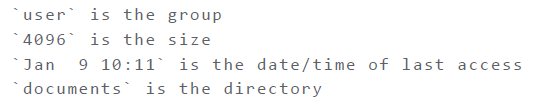 `user` is the group
`4096` is the size
`Jan  9 10:11` is the date/time of last access
`documents` is the directory